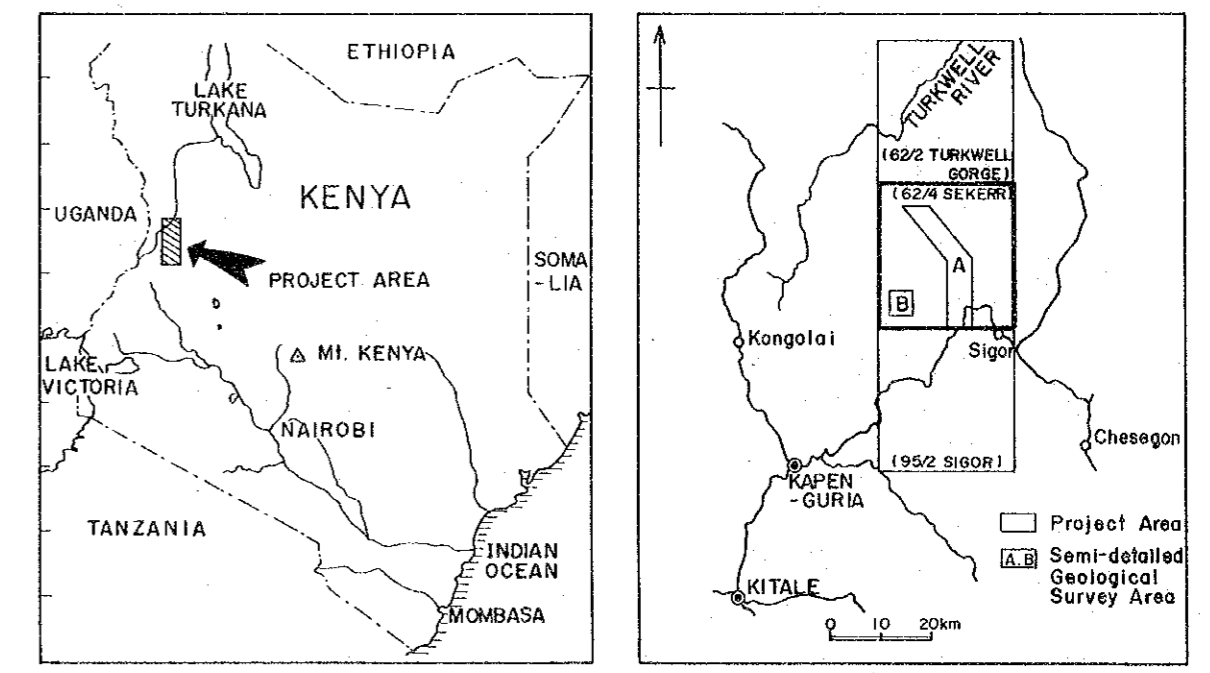 ETHIOPIA
LAKE
TURKANA
KENYA
UGANDA
PROJECT AREA
SOMA
-LIA
MT. KENYA
LAKE
VICTORIA
NAIROBI
TANZANIA
INDIAN
OCEAN
MOMBASA
TURKWELL
RIVER
(62/2 TURKWELL
GORGE)
(62/4 SEKERR)
A
B
Kongolai
Sigor
Chesegon
(95/2 SIGOR)
KAPEN
-GURIA
Project Area
A.B Semi-detailed
Geological
Survey Area
KITALE
0 10 20km